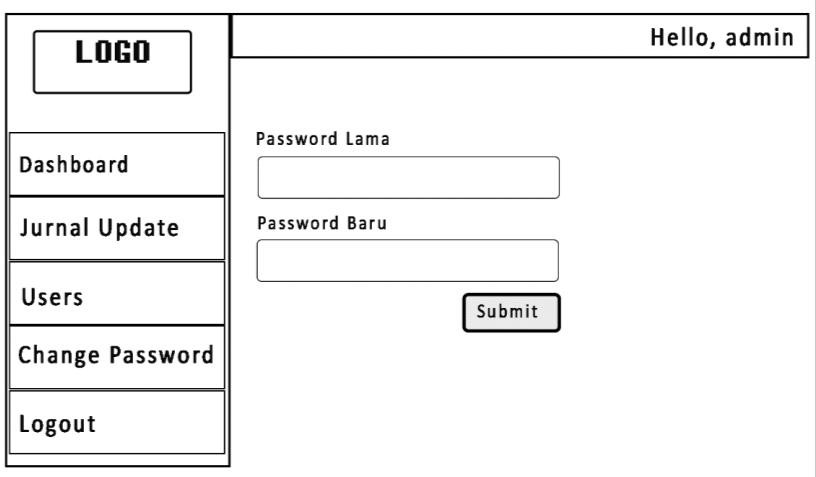 LOGO
Hello, admin
Dashboard
Jurnal Update
Users
Change Password
Logout
Password Lama
Password Baru
Submit